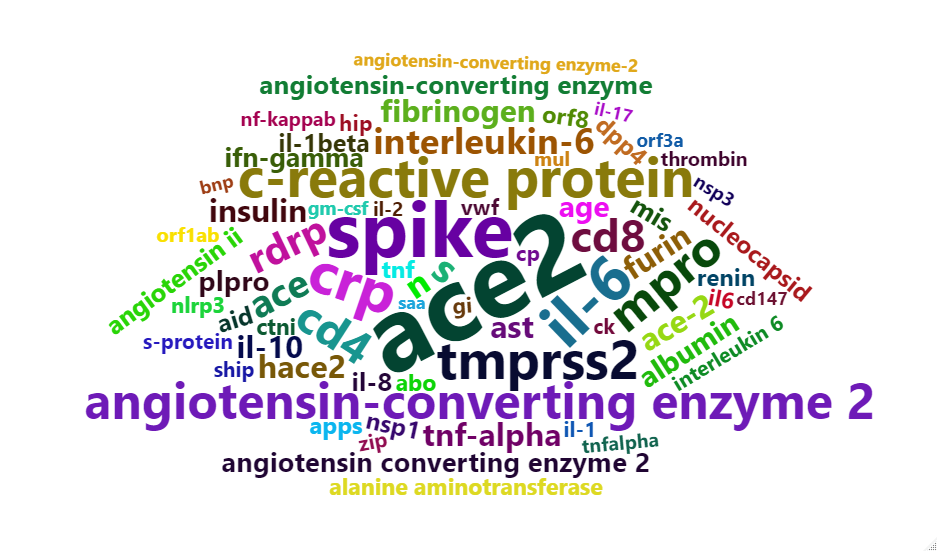 angiotensin-converting enzyme-2
angiotensin-converting enzyme
fibrinogen
orf8
il-17
nf-kappab
hip
il-1beta
interleukin-6
dpp4
orf3a
ifn-gamma
mul
thrombin
bnp
c-reactive protein
nsp3
insulin
gm-csf
il-2
vwf
age
mis
nucleocapsid
orf1ab
angiotensin ii
rdrp
spike
ace2
cd8
cp
furin
mpro
plpro
crp
tnf
n
s
il-6
renin
nlrp3
ace
saa
gi
ace-2
il6
cd147
aid
ctni
cd4
ast
ck
albumin
interleukin 6
s-protein
il-10
ship
hace2
il-8
abo
tmprss2
angiotensin-converting enzyme 2
apps
nsp1
zip
tnf-alpha
il-1
tnfalpha
angiotensin converting enzyme 2
alanine aminotransferase